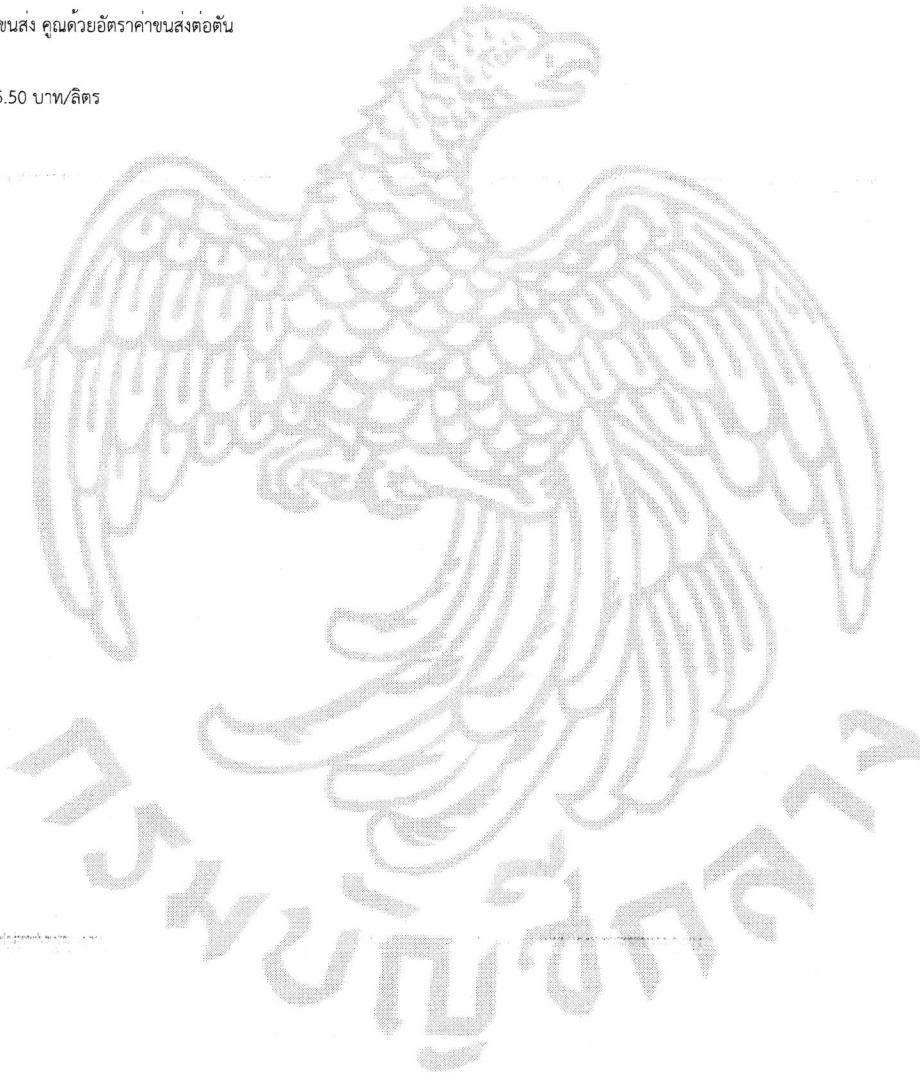 ขนส่ง คูณด้วยอัตราค่าขนส่งต่อตัน
5.50 บาท/ลิตร
กรมบัญชีกลาง